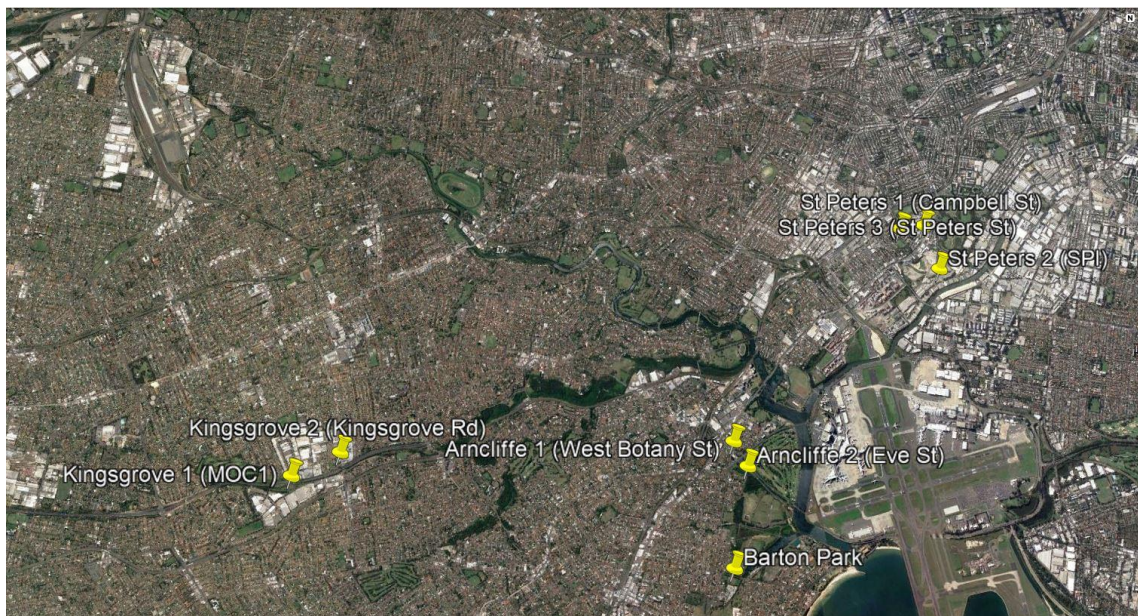 St Peters 1 (Campbell St)
St Peters 3 (St Peters St)
St Peters 2 (SPI)
Kingsgrove 2 (Kingsgrove Rd)
Arncliffe 1 (West Botany St)
Arncliffe 2 (Eve St)
Kingsgrove 1 (MOC1)
Barton Park